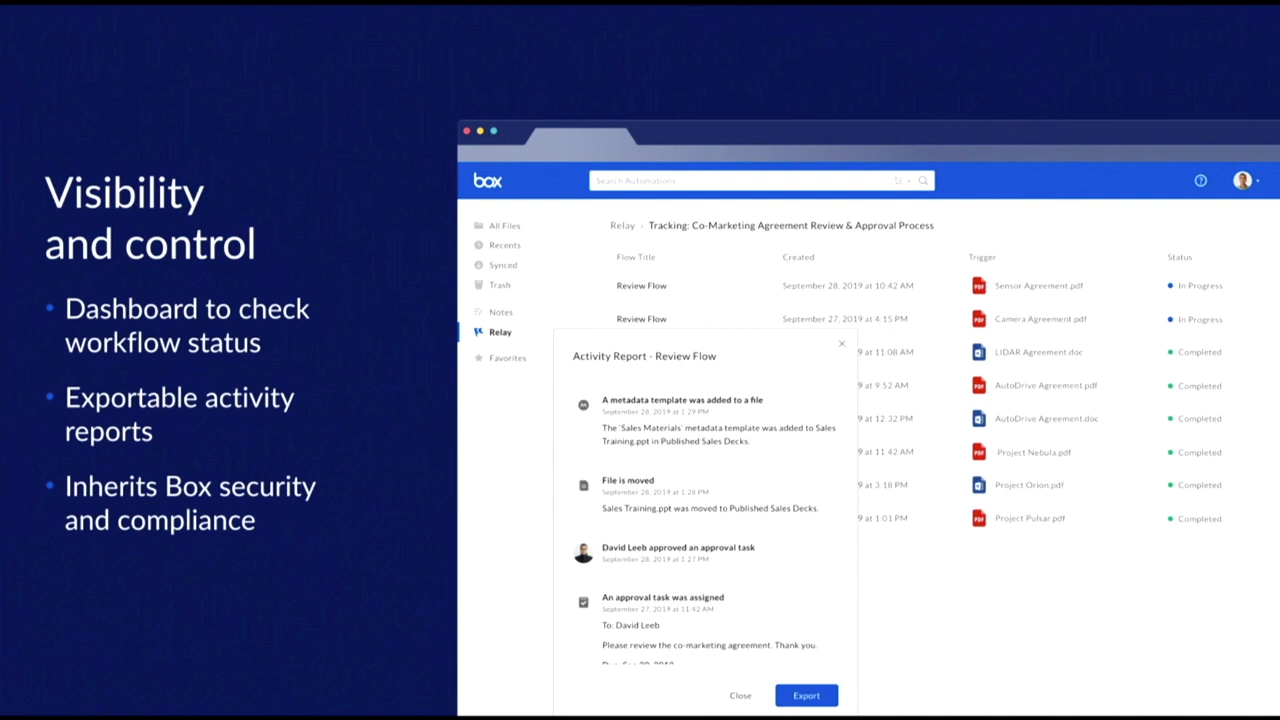 Visibility
and control
• Dashboard to check
workflow status
• Exportable activity
reports
• Inherits Box security
and compliance
box
Search Automations
All Files
Recents
Synced
Trash
Notes
Relay
Favorites
Relay › Tracking: Co-Marketing Agreement Review & Approval Process
Flow Title Created Trigger Status
Review Flow September 28, 2019 at 10:42 AM PDF Sensor Agreement.pdf In Progress
Review Flow September 27, 2019 at 4:15 PM PDF Camera Agreement.pdf In Progress
9 at 11:08 AM LIDAR Agreement.doc Completed
9 at 9:52 AM PDF AutoDrive Agreement.pdf Completed
9 at 12:32 PM AutoDrive Agreement.doc Completed
9 at 11:42 AM PDF Project Nebula.pdf Completed
9 at 3:18 PM Project Orion.pdf Completed
9 at 1:01 PM PDF Project Pulsar.pdf Completed
Activity Report - Review Flow
A metadata template was added to a file
September 28, 2019 at 1:29 PM
The 'Sales Materials' metadata template was added to Sales
Training.ppt in Published Sales Decks.
File is moved
September 28, 2019 at 1:28 PM
Sales Training.ppt was moved to Published Sales Decks.
David Leeb approved an approval task
September 28, 2019 at 1:27 PM
An approval task was assigned
September 27, 2019 at 11:42 AM
To: David Leeb
Please review the co-marketing agreement. Thank you.
Close Export